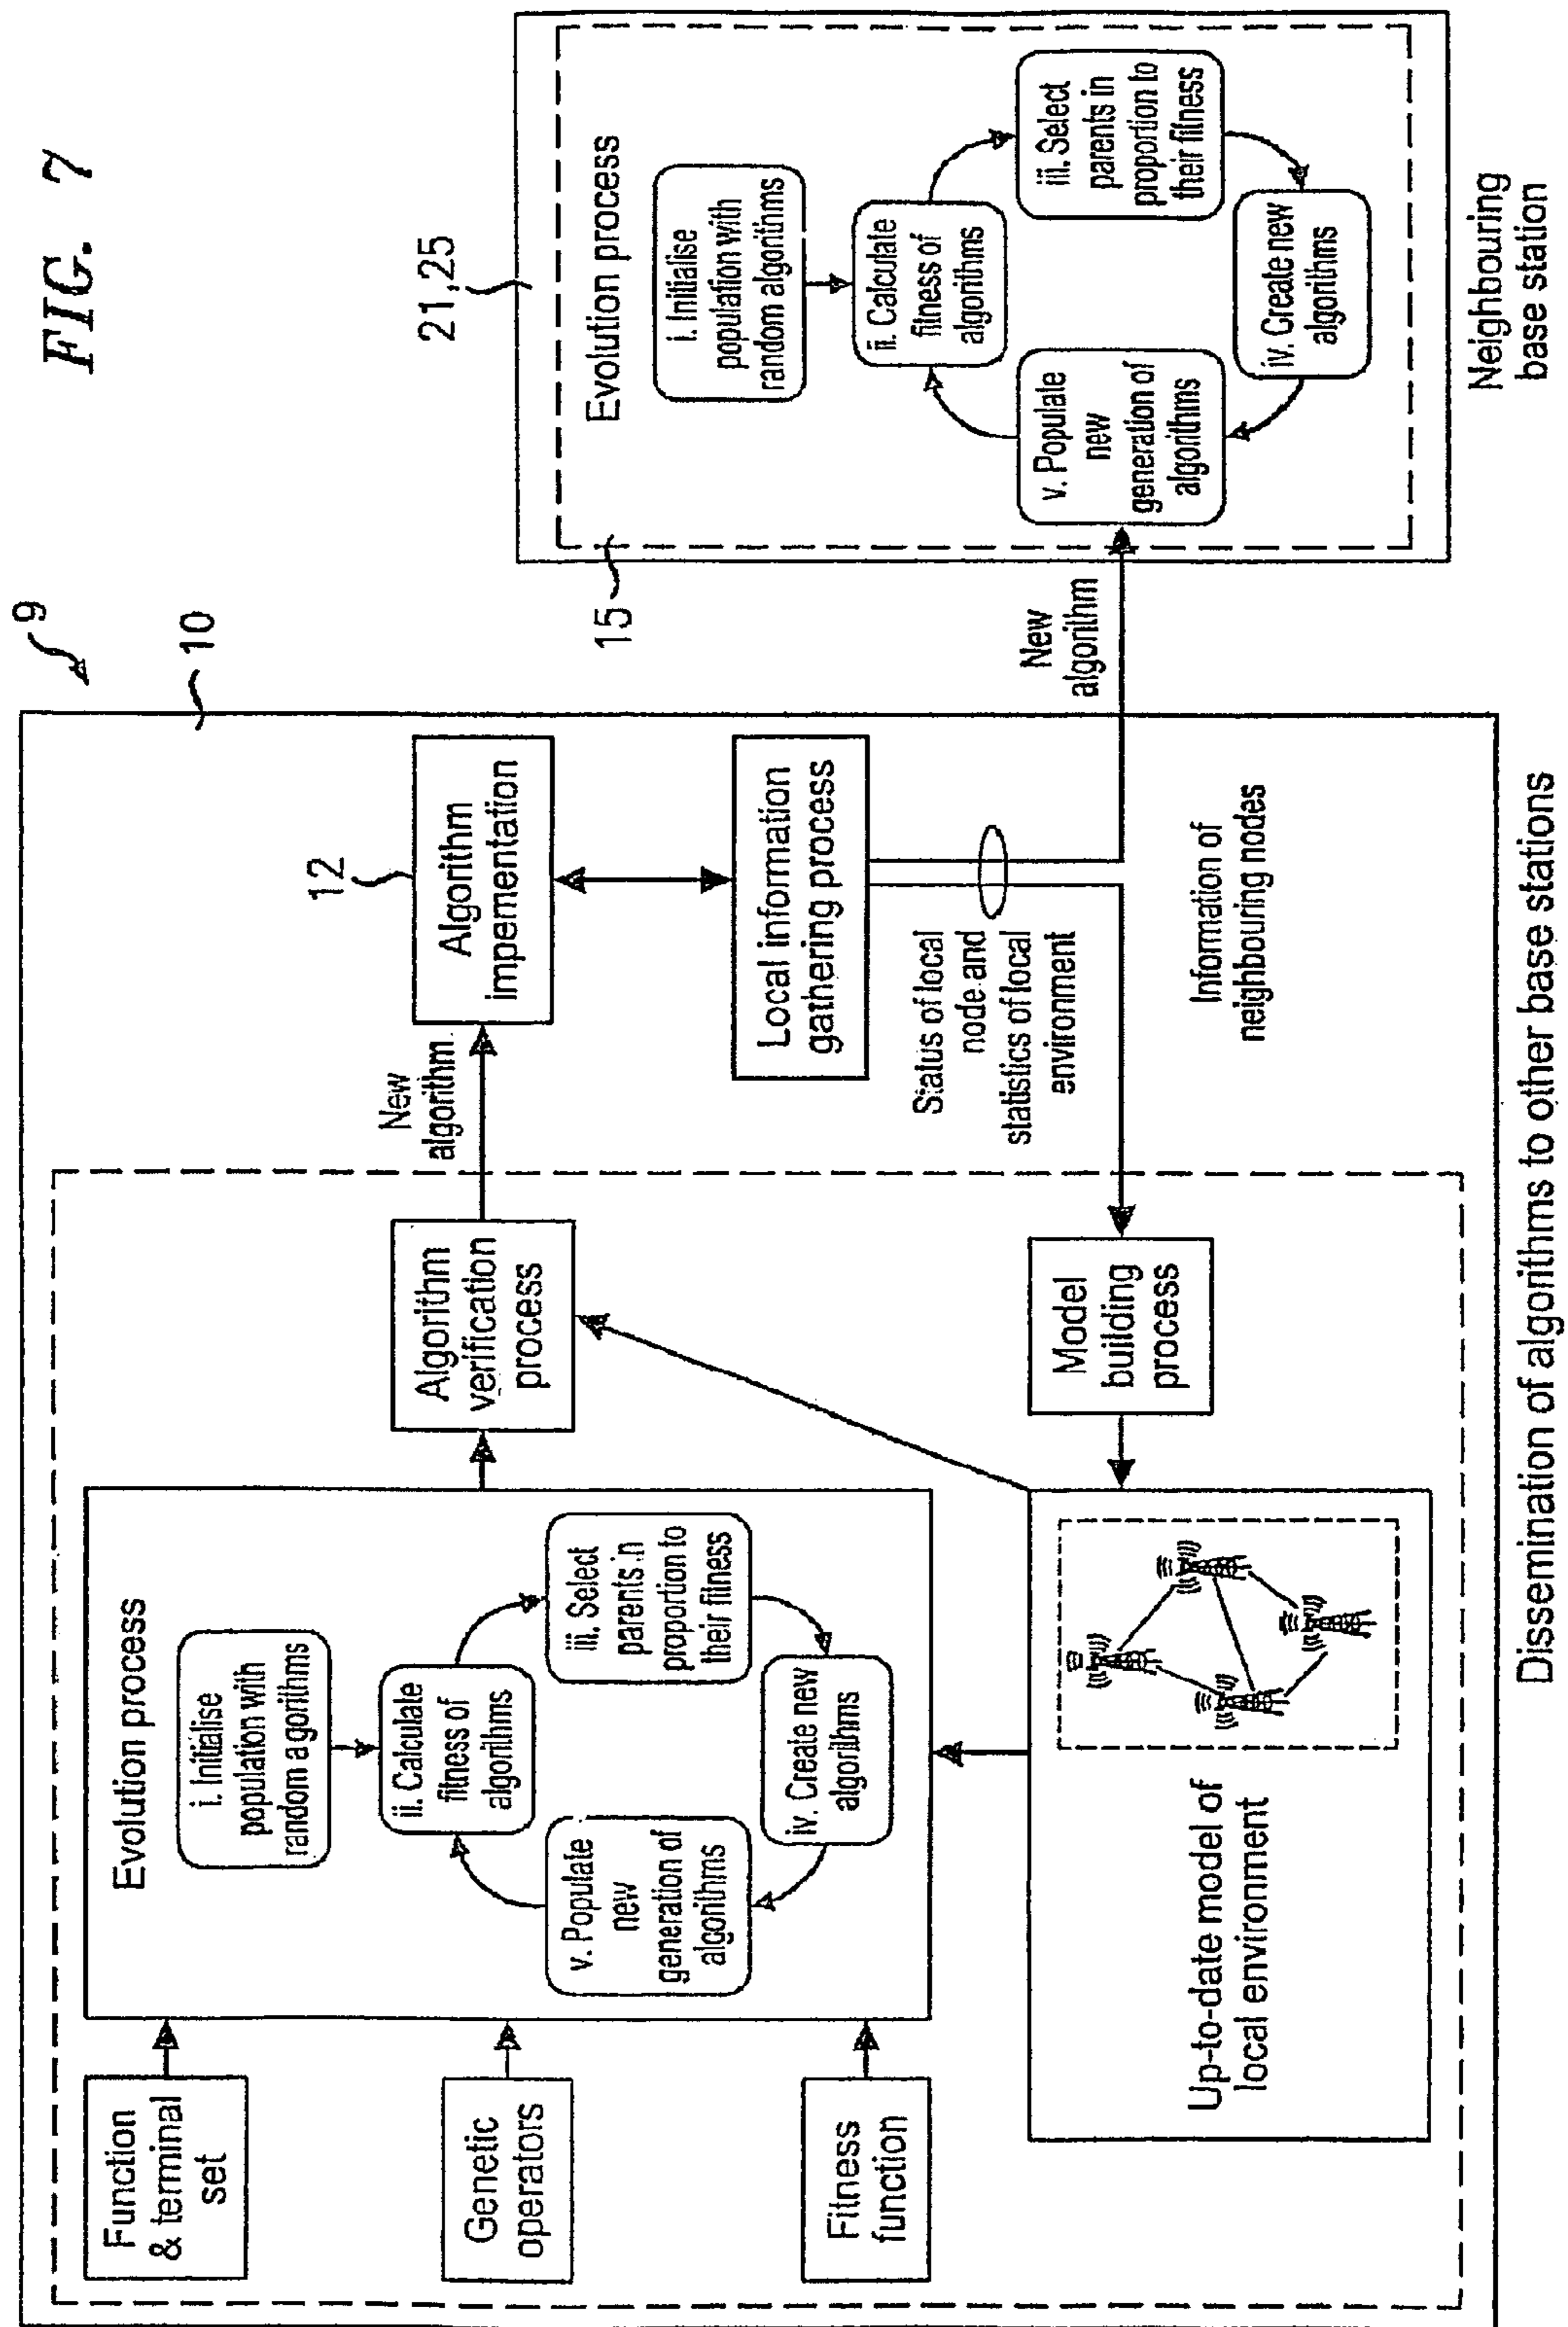 FIG. 7
9
10
Function
& terminal
set
Genetic
operators
Fitness
function
Evolution process
i. Initialise
population with
random a gorithms
ii. Calculate
fitness of
algorithms
iii. Select
parents in
proportion to
their fitness
iv. Create new
algorithms
v. Populate
new
generation of
algorithms
Algorithm
verification
process
New
algorithm
12
Algorithm
impementation
Local information
gathering process
Status of local
node and
statistics of local
environment
Information of
neighbouring nodes
Model
building
process
Up-to-date model of
local environment
New
algorithm
15
21,25
Evolution process
i. Initialise
population with
random algorithms
ii. Calculate
fitness of
algorithms
iii. Select
parents in
proportion to
their fitness
iv. Create new
algorithms
v. Populate
new
generation of
algorithms
Neighbouring
base station
Dissemination of algorithms to other base stations